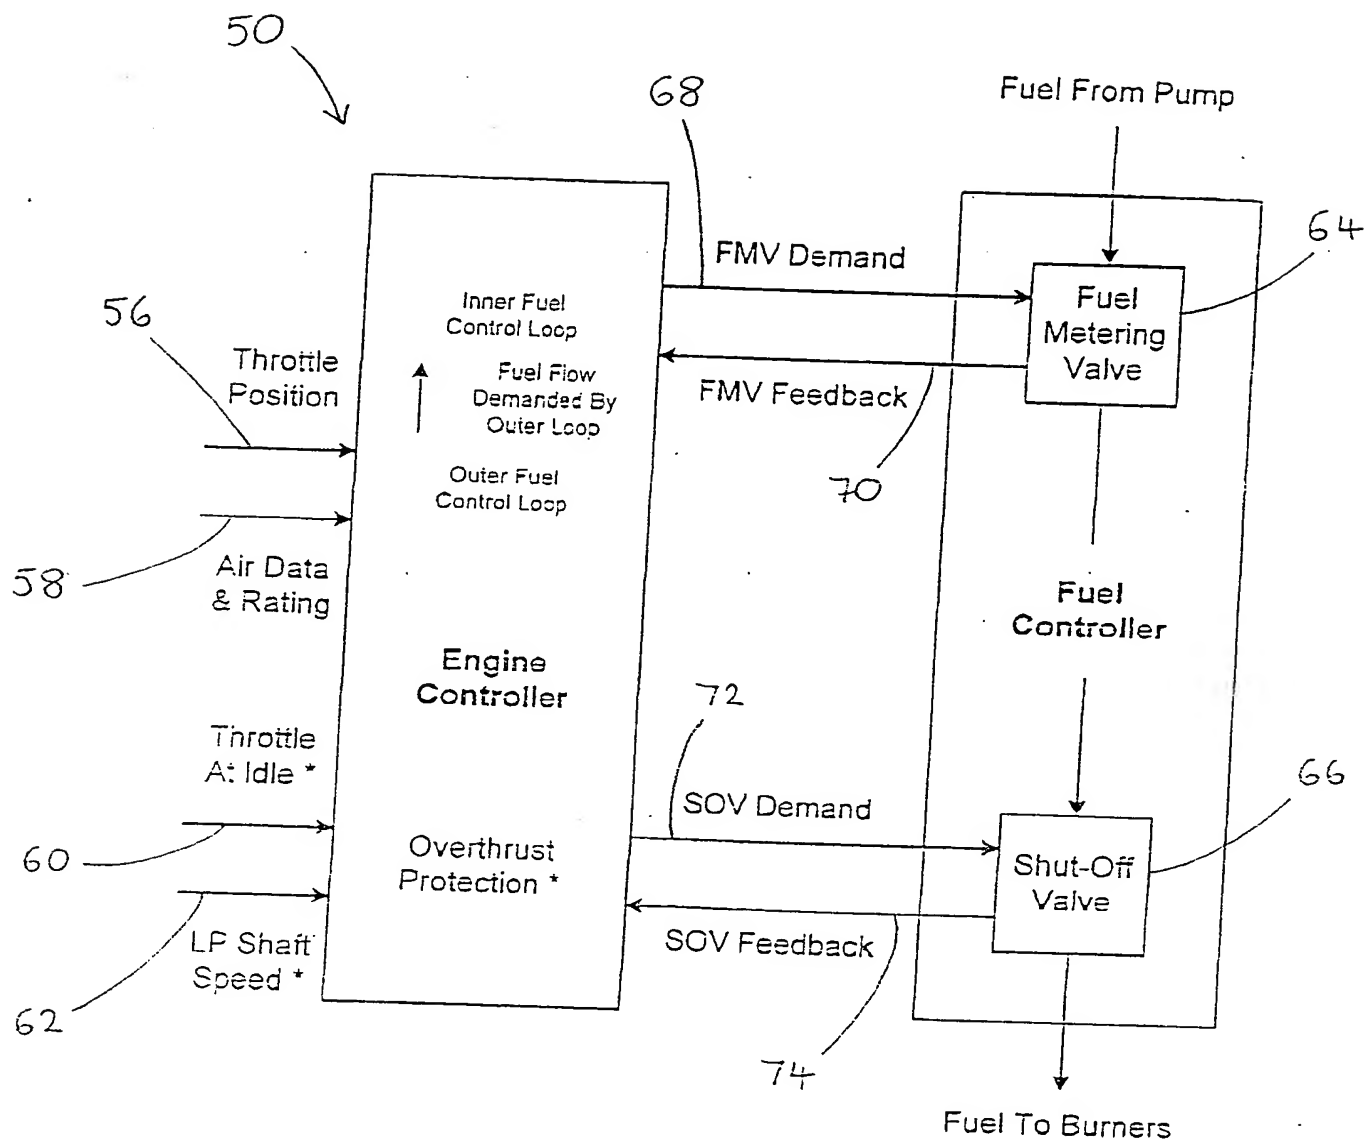 50
68
Fuel From Pump
64
FMV Demand
Fuel
Metering
Valve
Inner Fuel
Control Loop
56
Throttle
Position
Fuel Flow
Demanded By
Outer Loop
FMV Feedback
70
Outer Fuel
Control Loop
58
Air Data
& Rating
Fuel
Controller
Engine
Controller
72
Throttle
At Idle *
66
SOV Demand
60
Overthrust
Protection *
Shut-Off
Valve
LP Shaft
Speed *
SOV Feedback
62
74
Fuel To Burners